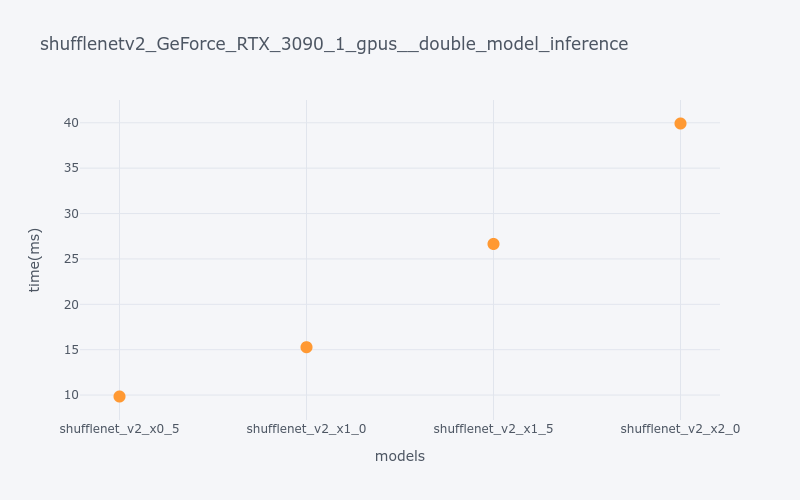 shufflenetv2_GeForce_RTX_3090_1_gpus__double_model_inference
time(ms)
40
35
30
25
20
15
10
shufflenet_v2_x0_5
shufflenet_v2_x1_0
shufflenet_v2_x1_5
shufflenet_v2_x2_0
models